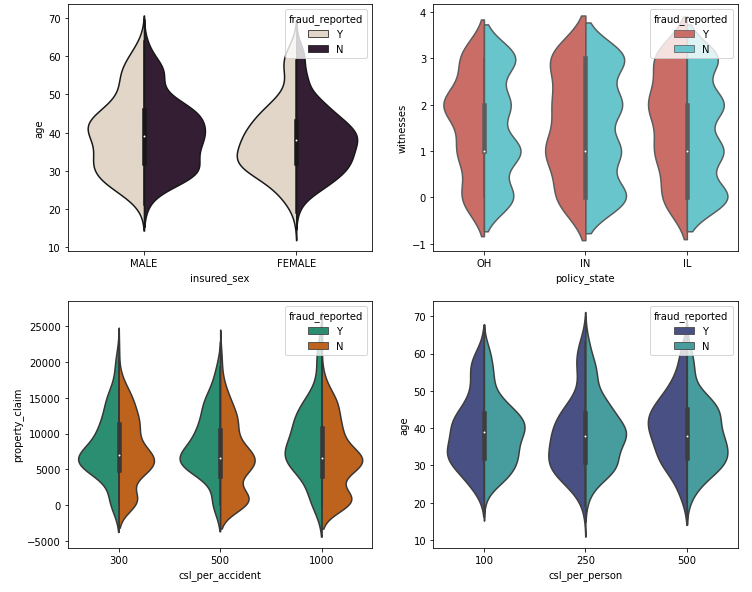 fraud_reported
Y
N
70
60
50
40
30
20
10
age
MALE
FEMALE
insured_sex
fraud_reported
Y
N
4
3
2
1
0
−1
witnesses
OH
IN
IL
policy_state
fraud_reported
Y
N
25000
20000
15000
10000
5000
0
−5000
property_claim
300
500
1000
csl_per_accident
fraud_reported
Y
N
70
60
50
40
30
20
10
age
100
250
500
csl_per_person